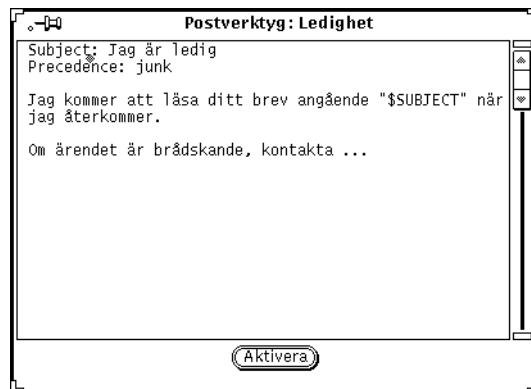 Postverktyg: Ledighet
Subject: Jag är ledig
Precedence: junk
Jag kommer att läsa ditt brev angående "$SUBJECT" när
jag återkommer.
Om ärendet är brådskande, kontakta ...
Aktivera